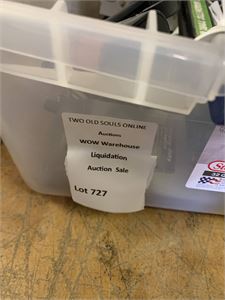 TWO OLD SOULS ONLINE
Auctions
WOW Warehouse
Liquidation
Auction Sale
Lot 727